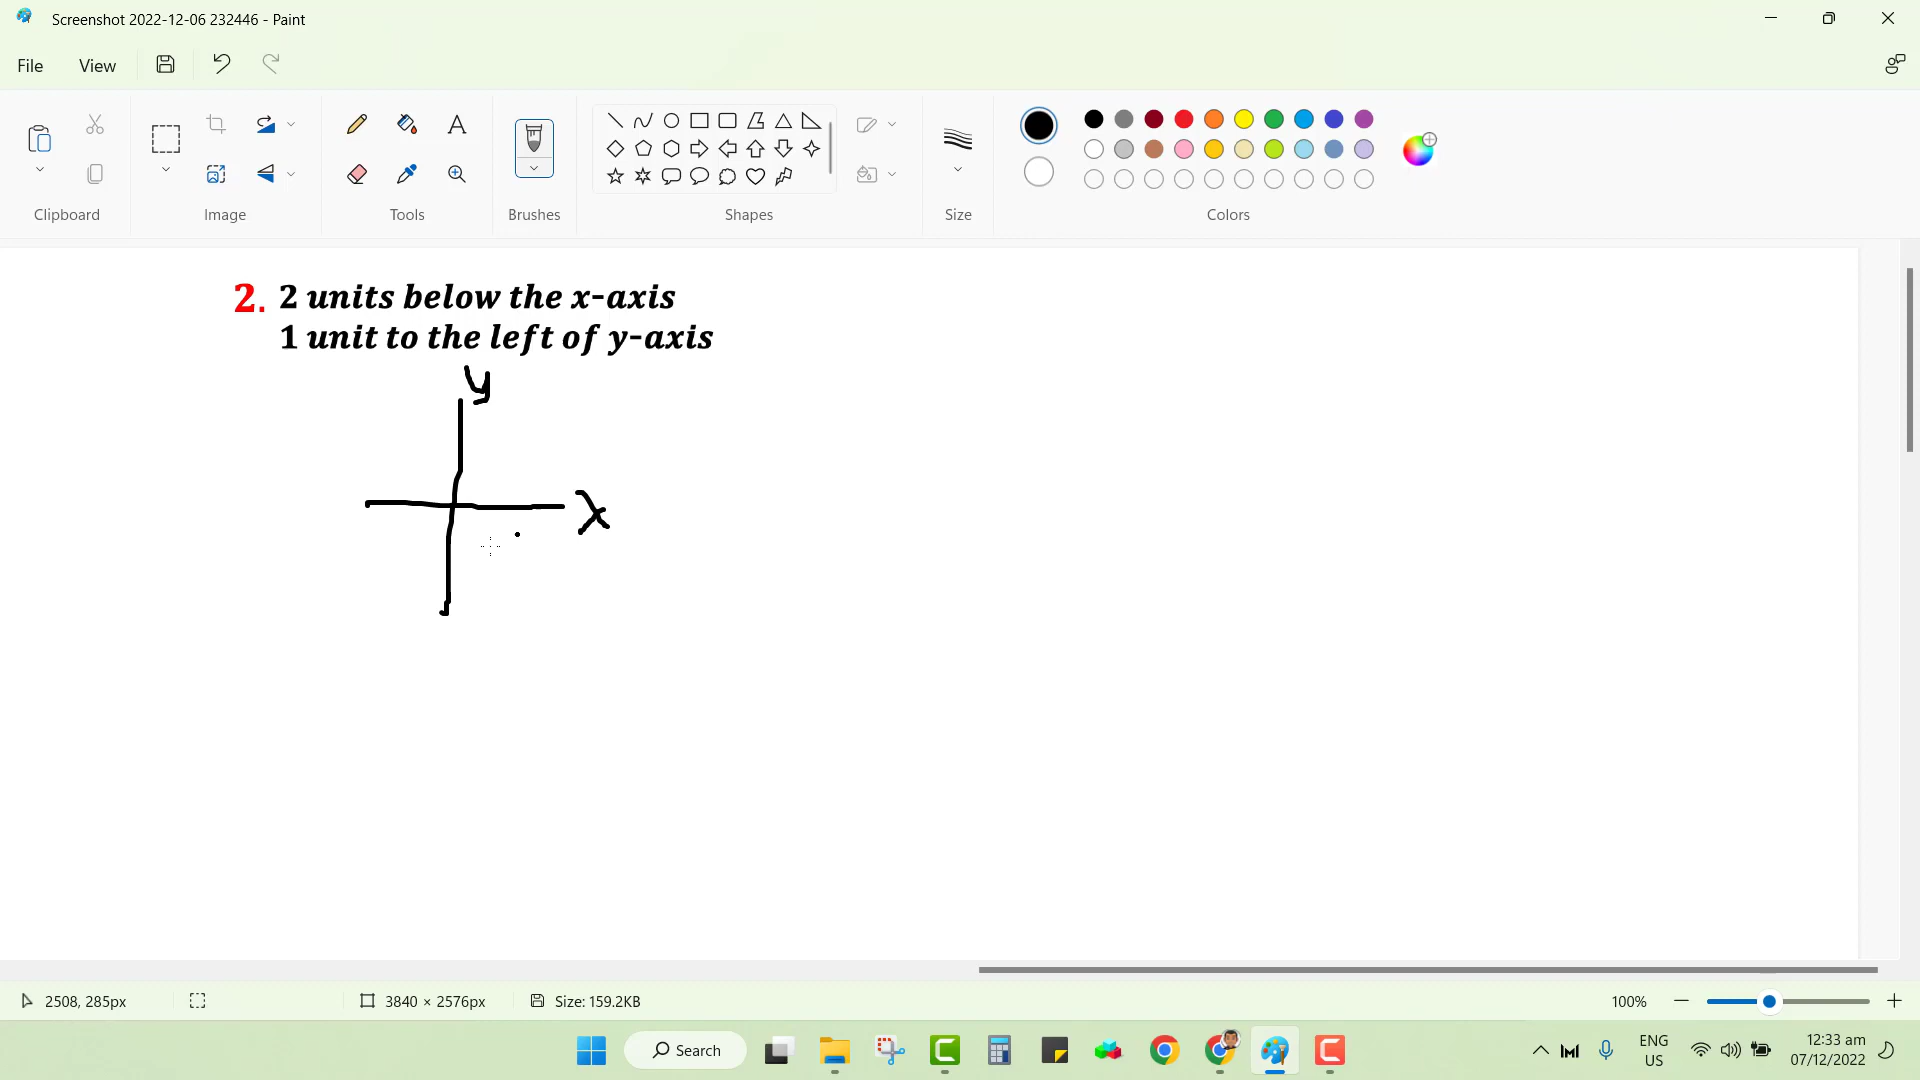 Screenshot 2022-12-06 232446 - Paint
File View
Clipboard Image Tools Brushes Shapes Size Colors
2. 2 units below the x-axis
1 unit to the left of y-axis
y
x
2508, 285px 3840 × 2576px Size: 159.2KB 100%
Search ENG 12:33 am
US 07/12/2022